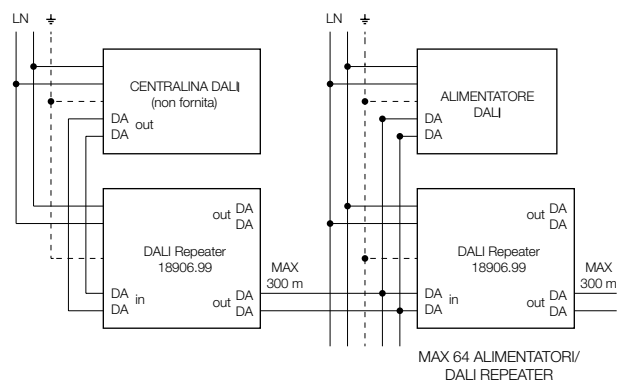 LN
CENTRALINA DALI
(non fornita)
DA
DA
out
DA
DA
out
DALI Repeater
18906.99
DA
DA
in
DA
DA
out
MAX
300 m
LN
ALIMENTATORE
DALI
DA
DA
DA
DA
out
DALI Repeater
18906.99
DA
DA
in
DA
DA
out
MAX
300 m
MAX 64 ALIMENTATORI/
DALI REPEATER